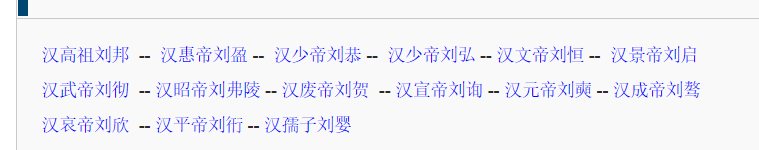 汉高祖刘邦 -- 汉惠帝刘盈 -- 汉少帝刘恭 -- 汉少帝刘弘 -- 汉文帝刘恒 -- 汉景帝刘启
汉武帝刘彻 -- 汉昭帝刘弗陵 -- 汉废帝刘贺 -- 汉宣帝刘询 -- 汉元帝刘奭 -- 汉成帝刘骜
汉哀帝刘欣 -- 汉平帝刘衎 -- 汉孺子刘婴